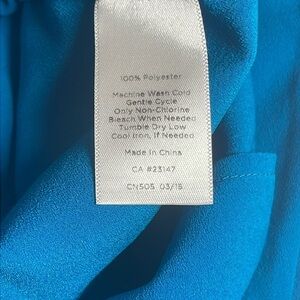 100% Polyester
Machine Wash Cold
Gentle Cycle
Only Non-Chlorine
Bleach When Needed
Tumble Dry Low
Cool Iron, If Needed
Made in China
CA #23147
CN505 03/15